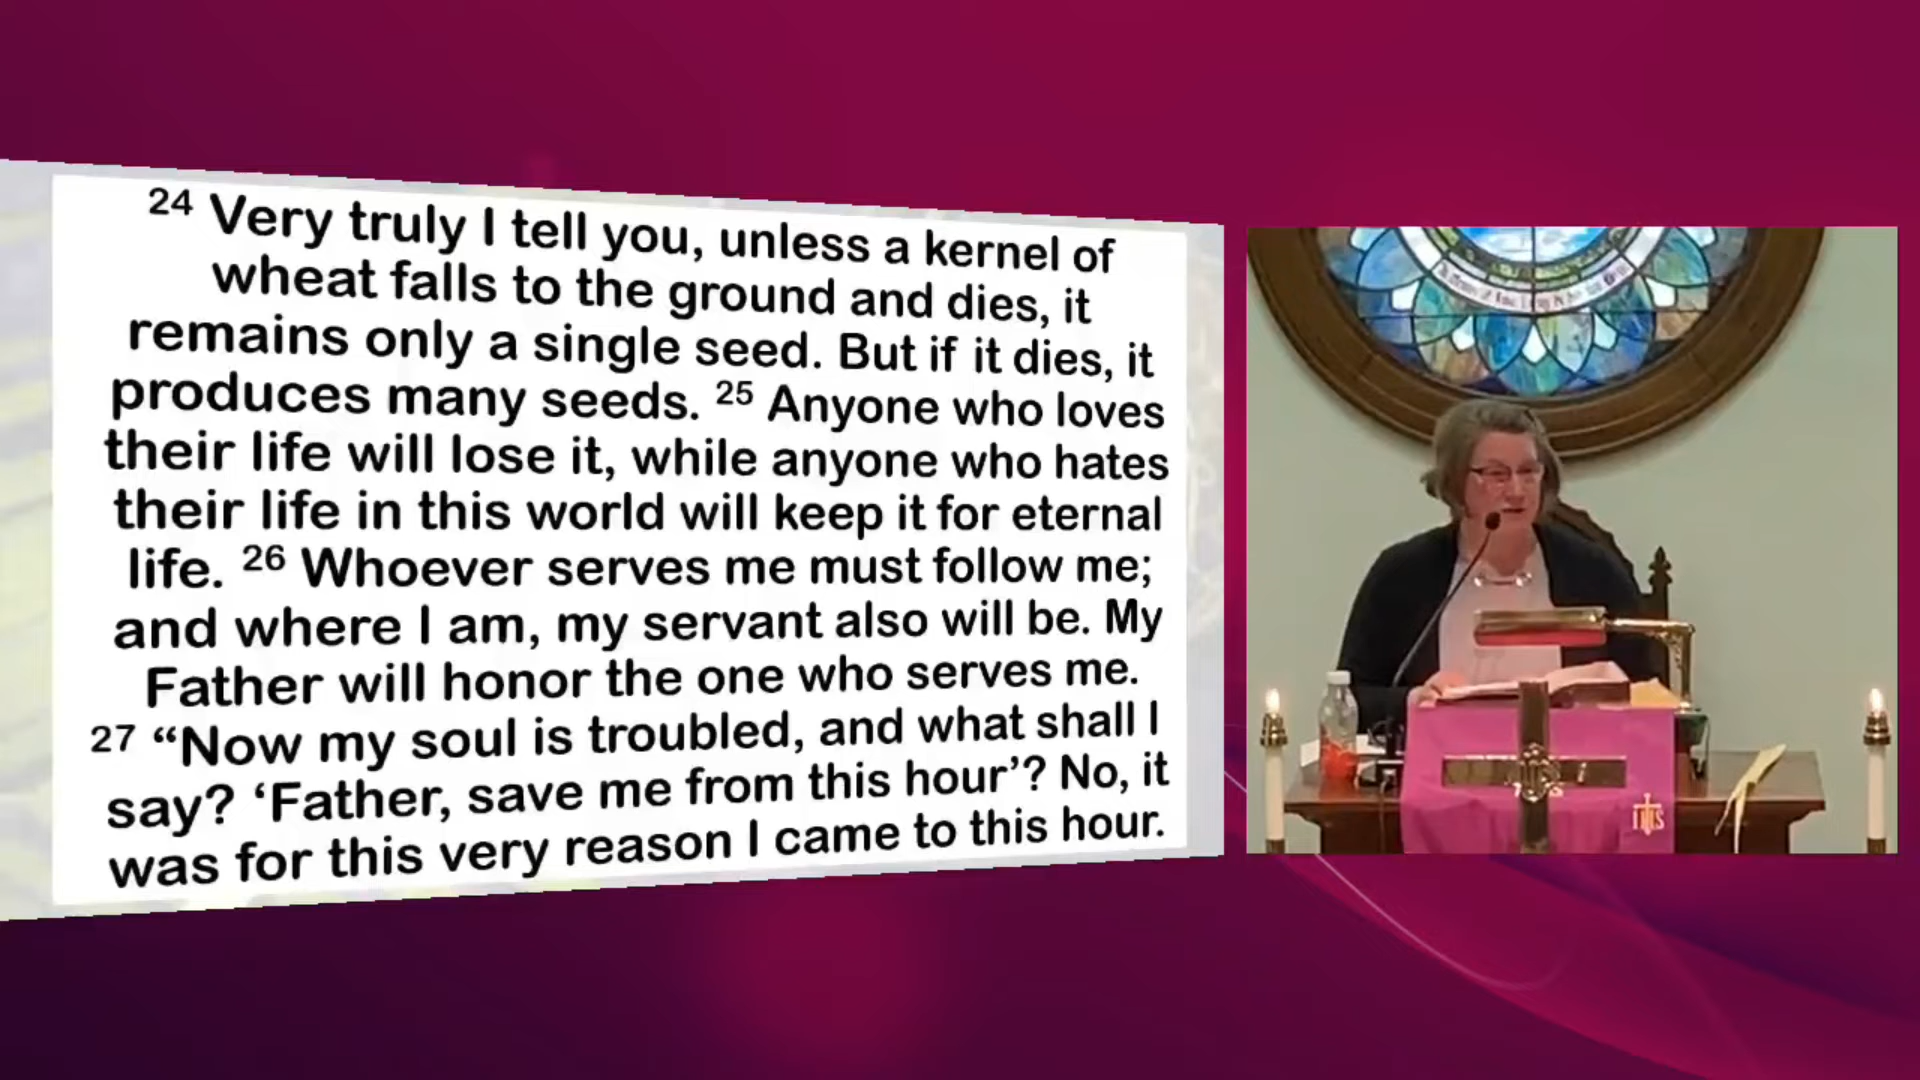 24 Very truly I tell you, unless a kernel of
wheat falls to the ground and dies, it
remains only a single seed. But if it dies, it
produces many seeds. 25 Anyone who loves
their life will lose it, while anyone who hates
their life in this world will keep it for eternal
life. 26 Whoever serves me must follow me;
and where I am, my servant also will be. My
Father will honor the one who serves me.
27 “Now my soul is troubled, and what shall I
say? ‘Father, save me from this hour’? No, it
was for this very reason I came to this hour.
IHS